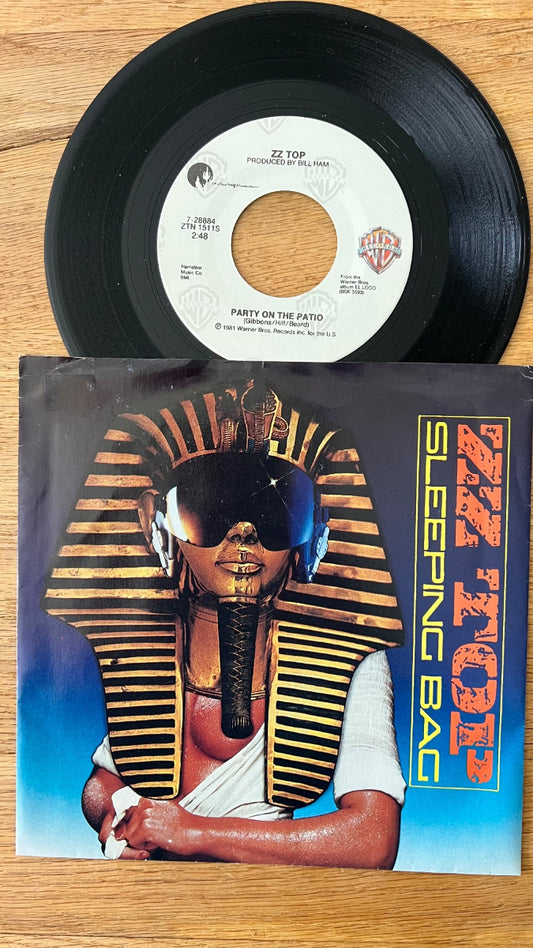 ZZ TOP
PRODUCED BY BILL HAM
7-28884
ZTN 1511S
2:48
Hamstein
Music Co
BMI
From the
Warner Bros.
album EL LOCO
(BSK 3593)
PARTY ON THE PATIO
(Gibbons/Hill/Beard)
℗ 1981 Warner Bros. Records Inc. for the U.S.
ZZ TOP
SLEEPING BAG